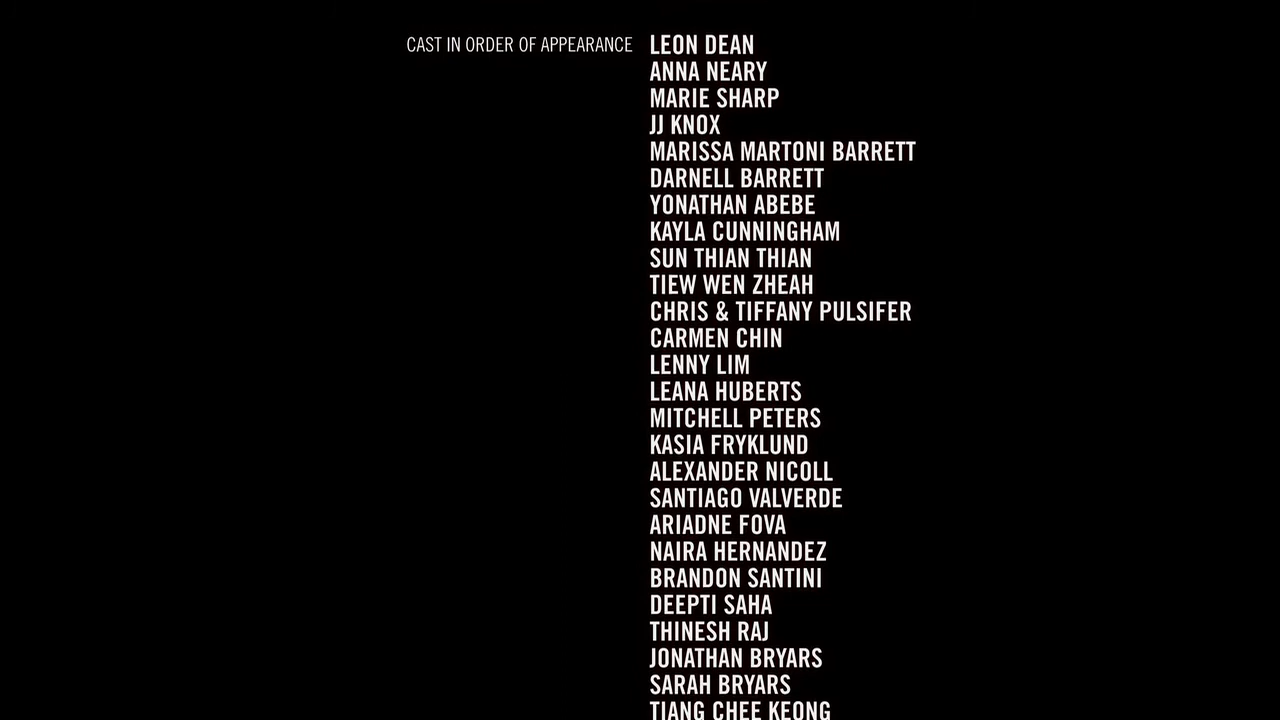 CAST IN ORDER OF APPEARANCE LEON DEAN
ANNA NEARY
MARIE SHARP
JJ KNOX
MARISSA MARTONI BARRETT
DARNELL BARRETT
YONATHAN ABEBE
KAYLA CUNNINGHAM
SUN THIAN THIAN
TIEW WEN ZHEAH
CHRIS & TIFFANY PULSIFER
CARMEN CHIN
LENNY LIM
LEANA HUBERTS
MITCHELL PETERS
KASIA FRYKLUND
ALEXANDER NICOLL
SANTIAGO VALVERDE
ARIADNE FOVA
NAIRA HERNANDEZ
BRANDON SANTINI
DEEPTI SAHA
THINESH RAJ
JONATHAN BRYARS
SARAH BRYARS
TIANG CHEE KEONG